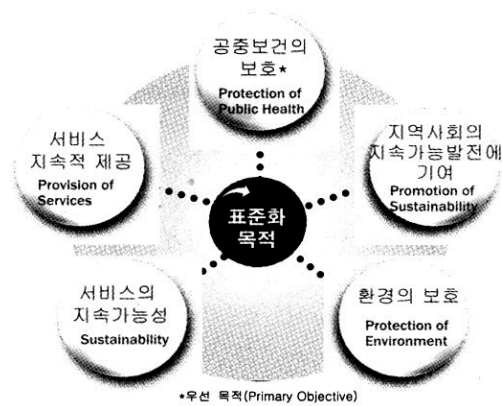 공중보건의
보호*
Protection of
Public Health
서비스
지속적 제공
Provision of
Services
지역사회의
지속가능발전에
기여
Promotion of
Sustainability
표준화
목적
서비스의
지속가능성
Sustainability
환경의 보호
Protection of
Environment
*우선 목적(Primary Objective)